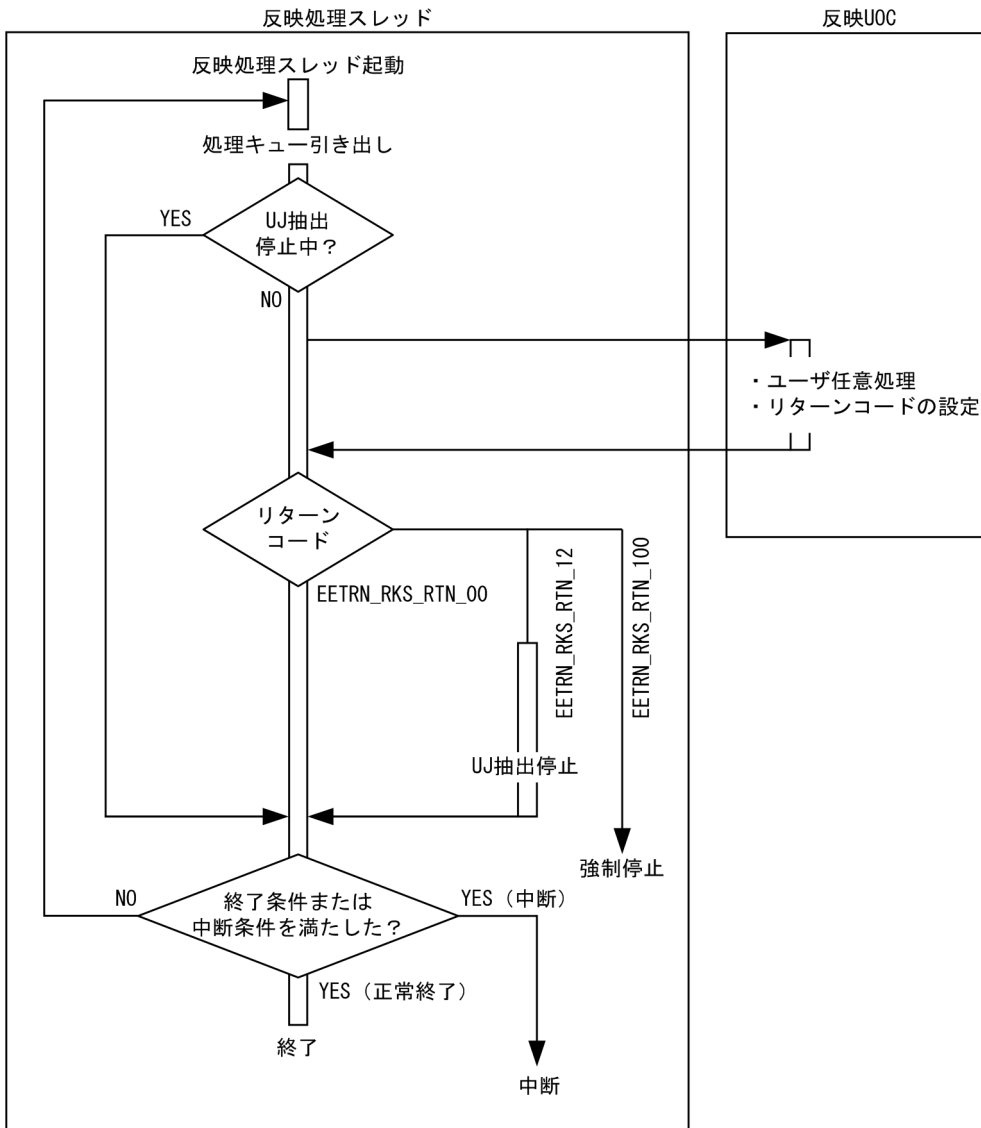 反映処理スレッド
反映UOC
反映処理スレッド起動
処理キュー引き出し
YES
UJ抽出
停止中？
NO
・ユーザ任意処理
・リターンコードの設定
リターン
コード
EETRN_RKS_RTN_00
EETRN_RKS_RTN_12
EETRN_RKS_RTN_100
UJ抽出停止
強制停止
NO
終了条件または
中断条件を満たした？
YES（中断）
YES（正常終了）
終了
中断